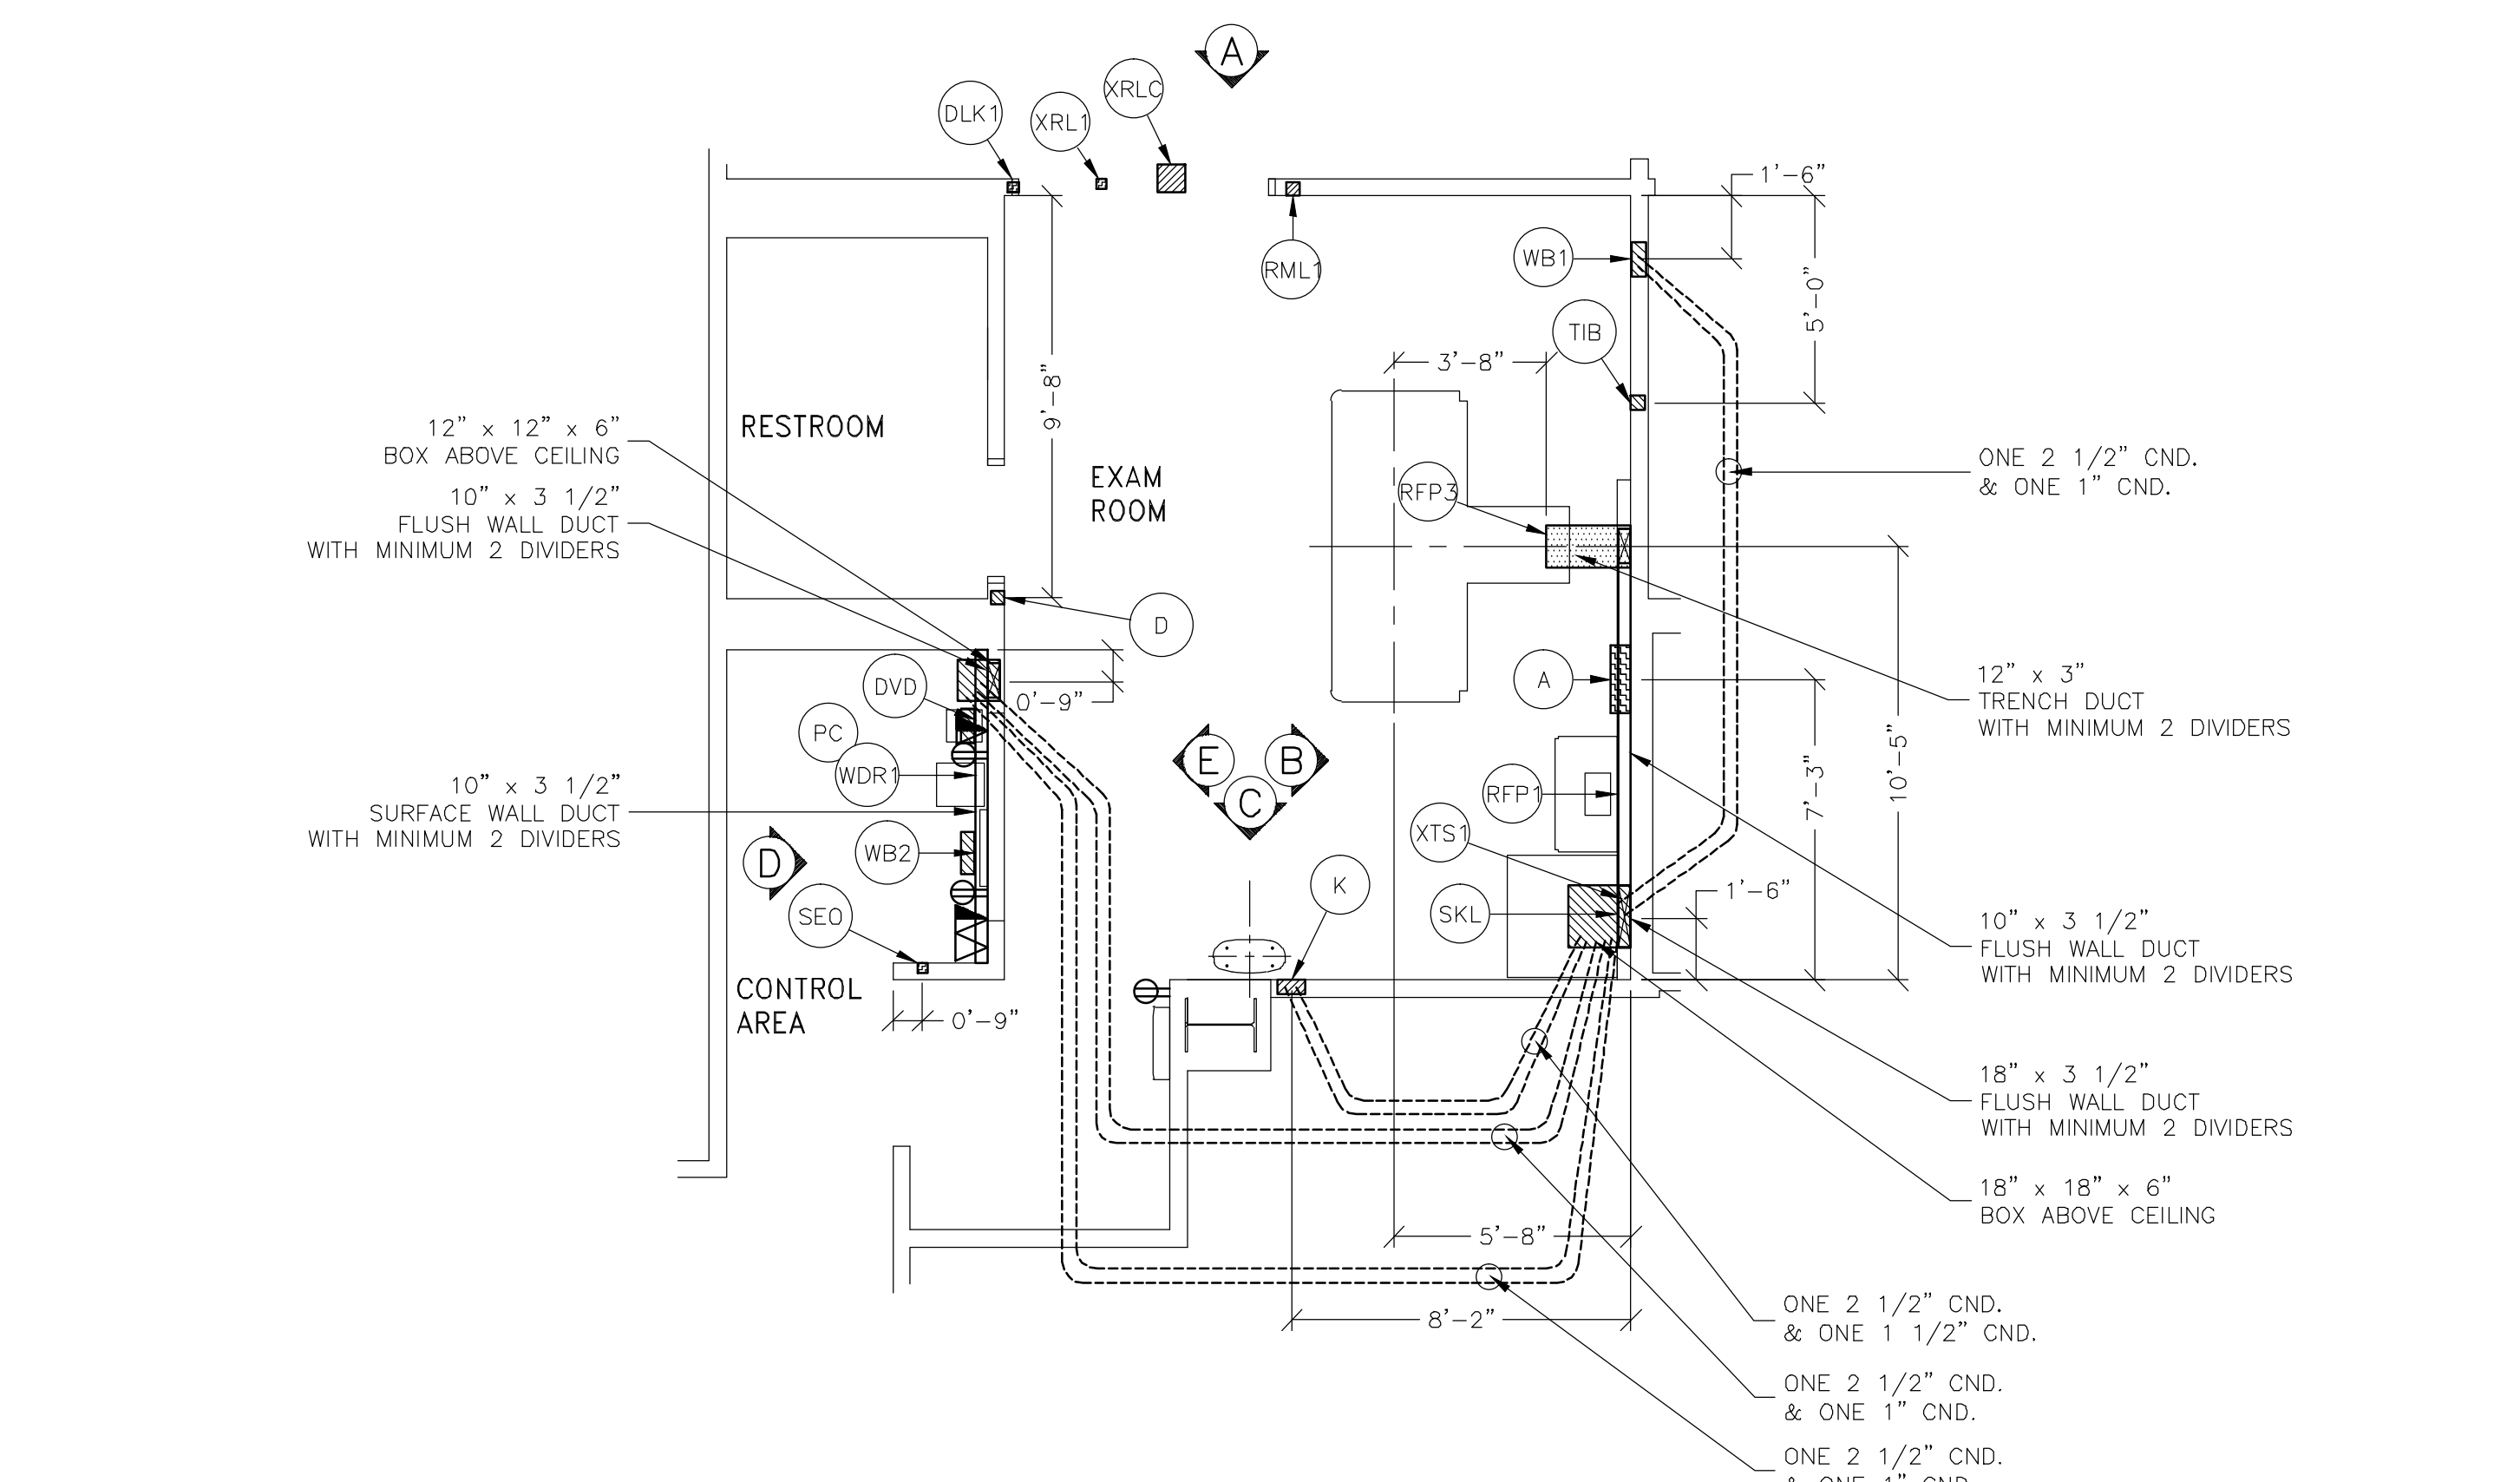 A
XRLC
DLK1
XRL1
1'-6"
RML1
WB1
5'-0"
TIB
3'-8"
9'-8"
RESTROOM
12" x 12" x 6"
BOX ABOVE CEILING
10" x 3 1/2"
FLUSH WALL DUCT
WITH MINIMUM 2 DIVIDERS
EXAM
ROOM
RFP3
ONE 2 1/2" CND.
& ONE 1" CND.
D
DVD
0'-9"
A
12" x 3"
TRENCH DUCT
WITH MINIMUM 2 DIVIDERS
PC
WDR1
E
B
C
10'-5"
7'-3"
10" x 3 1/2"
SURFACE WALL DUCT
WITH MINIMUM 2 DIVIDERS
RFP1
XTS1
WB2
D
K
1'-6"
SEO
SKL
10" x 3 1/2"
FLUSH WALL DUCT
WITH MINIMUM 2 DIVIDERS
CONTROL
AREA
0'-9"
18" x 3 1/2"
FLUSH WALL DUCT
WITH MINIMUM 2 DIVIDERS
18" x 18" x 6"
BOX ABOVE CEILING
5'-8"
8'-2"
ONE 2 1/2" CND.
& ONE 1 1/2" CND.
ONE 2 1/2" CND.
& ONE 1" CND.
ONE 2 1/2" CND.
& ONE 1" CND